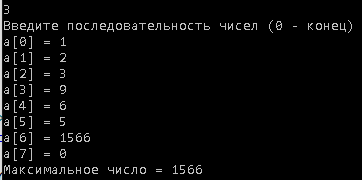 3
Введите последовательность чисел (0 - конец)
a[0] = 1
a[1] = 2
a[2] = 3
a[3] = 9
a[4] = 6
a[5] = 5
a[6] = 1566
a[7] = 0
Максимальное число = 1566